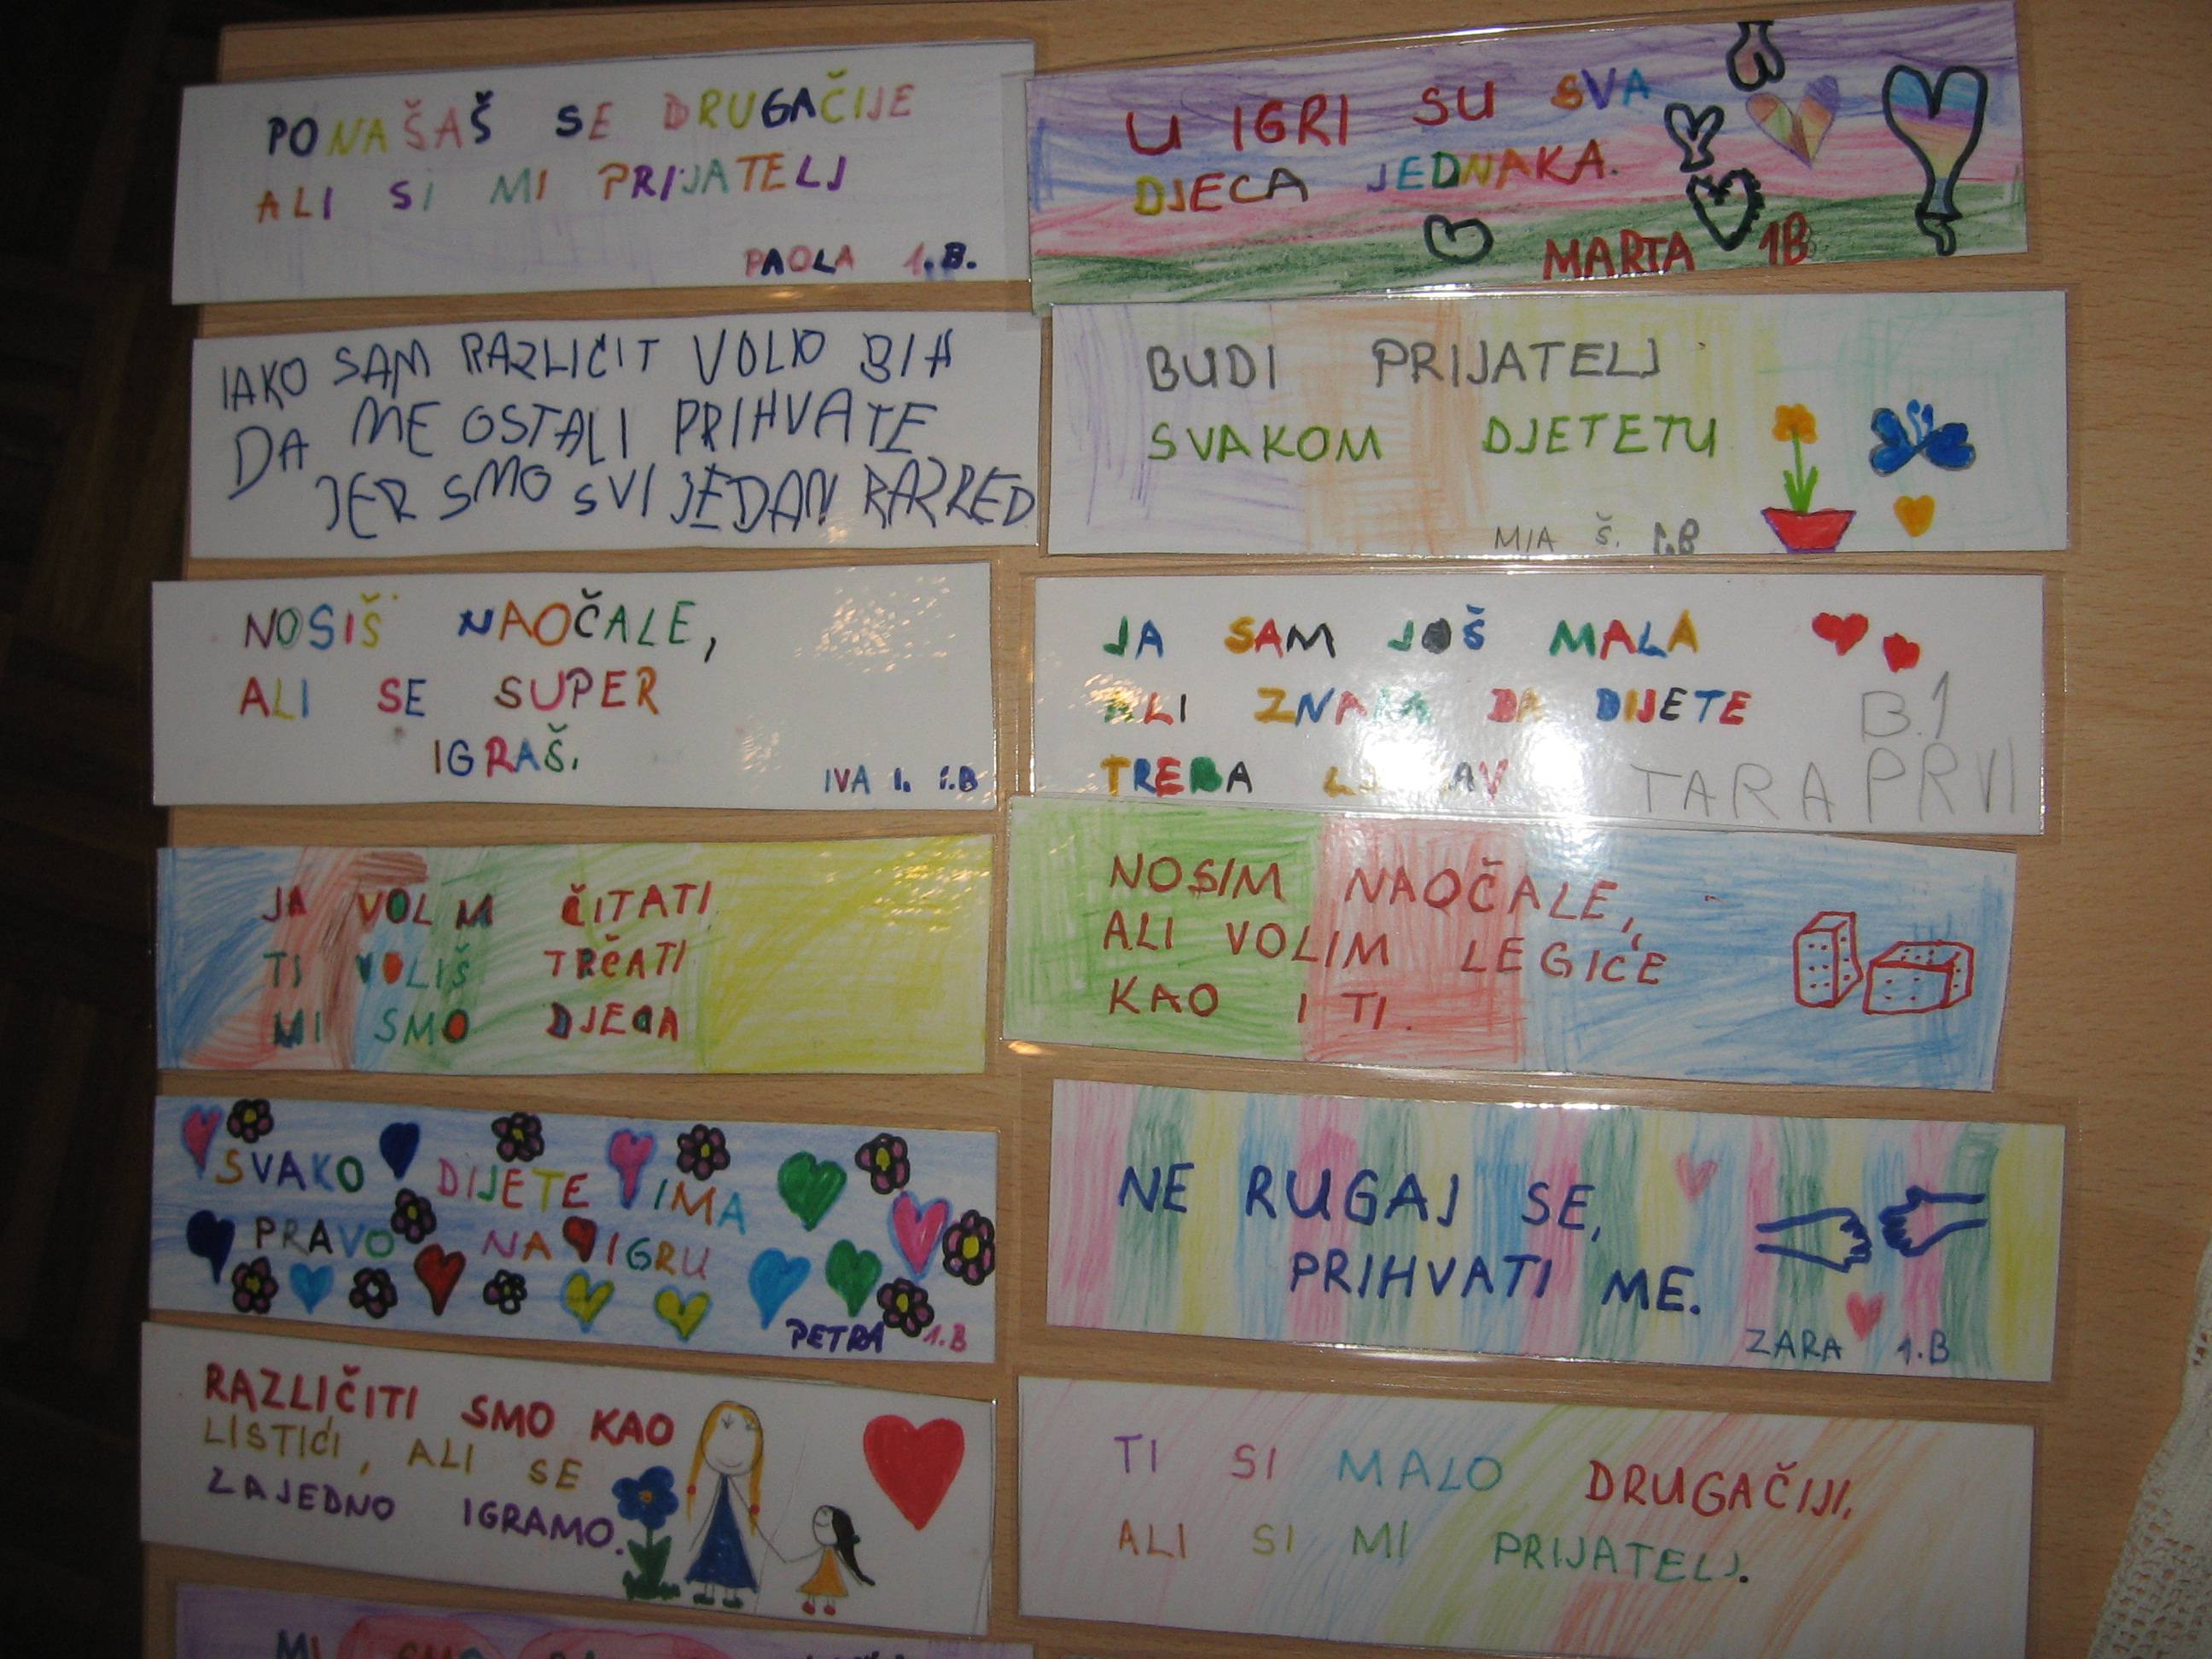 PONAŠAŠ SE DRUGAČIJE
ALI SI MI PRIJATELJ
PAOLA 1.B.
IAKO SAM RAZLIČIT VOLIO BIH
DA ME OSTALI PRIHVATE
JER SMO SVI JEDAN RAZRED
NOSIŠ NAOČALE,
ALI SE SUPER
IGRAŠ.
IVA I. 1.B
JA VOLIM ČITATI
TI VOLIŠ TRČATI
MI SMO DJECA
SVAKO DIJETE IMA
PRAVO NA IGRU
PETRA 1.B
RAZLIČITI SMO KAO
LISTIĆI, ALI SE
ZAJEDNO IGRAMO.
MI SMO
U IGRI SU SVA
DJECA JEDNAKA.
MARTA 1B
BUDI PRIJATELJ
SVAKOM DJETETU
MIA Š. 1.B
JA SAM JOŠ MALA
ALI ZNAM DA DIJETE
TREBA
B.1
TARA PRVI
NOSIM NAOČALE,
ALI VOLIM LEGIĆE
KAO I TI.
NE RUGAJ SE,
PRIHVATI ME.
ZARA 1.B
TI SI MALO DRUGAČIJI,
ALI SI MI PRIJATELJ.